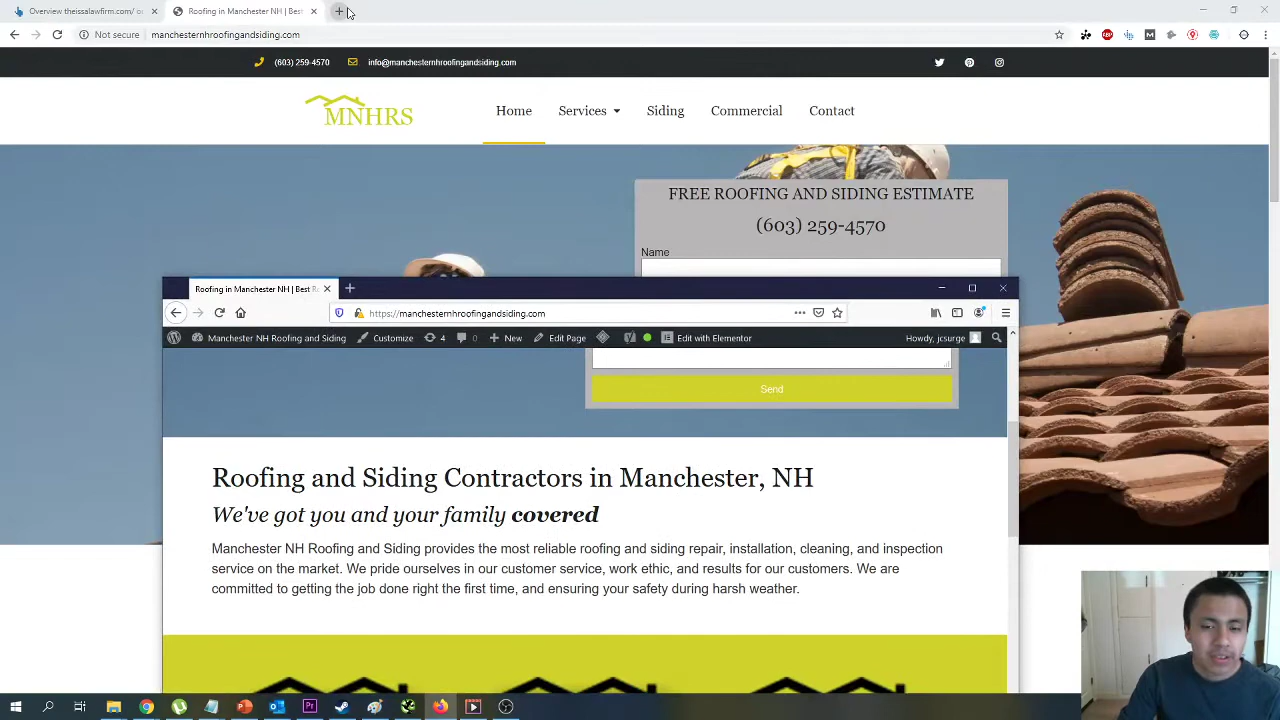 Overview theissalawfirm.com/ o
Roofing in Manchester NH | Best
Not secure
manchesternhroofingandsiding.com
(603) 259-4570
info@manchesternhroofingandsiding.com
MNHRS
Home
Services
Siding
Commercial
Contact
FREE ROOFING AND SIDING ESTIMATE
(603) 259-4570
Name
Roofing in Manchester NH | Best Ro
https://manchesternhroofingandsiding.com
Manchester NH Roofing and Siding
Customize
4
0
New
Edit Page
Edit with Elementor
Howdy, jcsurge
Send
Roofing and Siding Contractors in Manchester, NH
We've got you and your family covered
Manchester NH Roofing and Siding provides the most reliable roofing and siding repair, installation, cleaning, and inspection
service on the market. We pride ourselves in our customer service, work ethic, and results for our customers. We are
committed to getting the job done right the first time, and ensuring your safety during harsh weather.